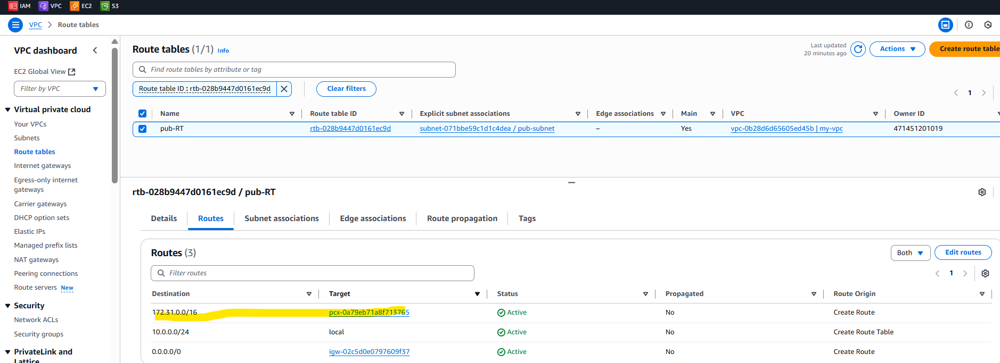 IAM VPC EC2 S3
VPC > Route tables
VPC dashboard
EC2 Global View
Filter by VPC
Virtual private cloud
Your VPCs
Subnets
Route tables
Internet gateways
Egress-only internet
gateways
Carrier gateways
DHCP option sets
Elastic IPs
Managed prefix lists
NAT gateways
Peering connections
Route servers New
Security
Network ACLs
Security groups
PrivateLink and
Lattice
Route tables (1/1) Info
Last updated
20 minutes ago
Actions
Create route table
Find route tables by attribute or tag
Route table ID : rtb-028b9447d0161ec9d
Clear filters
1
Name Route table ID Explicit subnet associations Edge associations Main VPC Owner ID
pub-RT rtb-028b9447d0161ec9d subnet-071bbe59c1d1c4dea / pub-subnet – Yes vpc-0b28d6d65605ed45b | my-vpc 471451201019
rtb-028b9447d0161ec9d / pub-RT
Details Routes Subnet associations Edge associations Route propagation Tags
Routes (3)
Both
Edit routes
Filter routes
1
Destination Target Status Propagated Route Origin
172.31.0.0/16 pcx-0a79eb71a8f713765 Active No Create Route
10.0.0.0/24 local Active No Create Route Table
0.0.0.0/0 igw-02c5d0e0797609f37 Active No Create Route